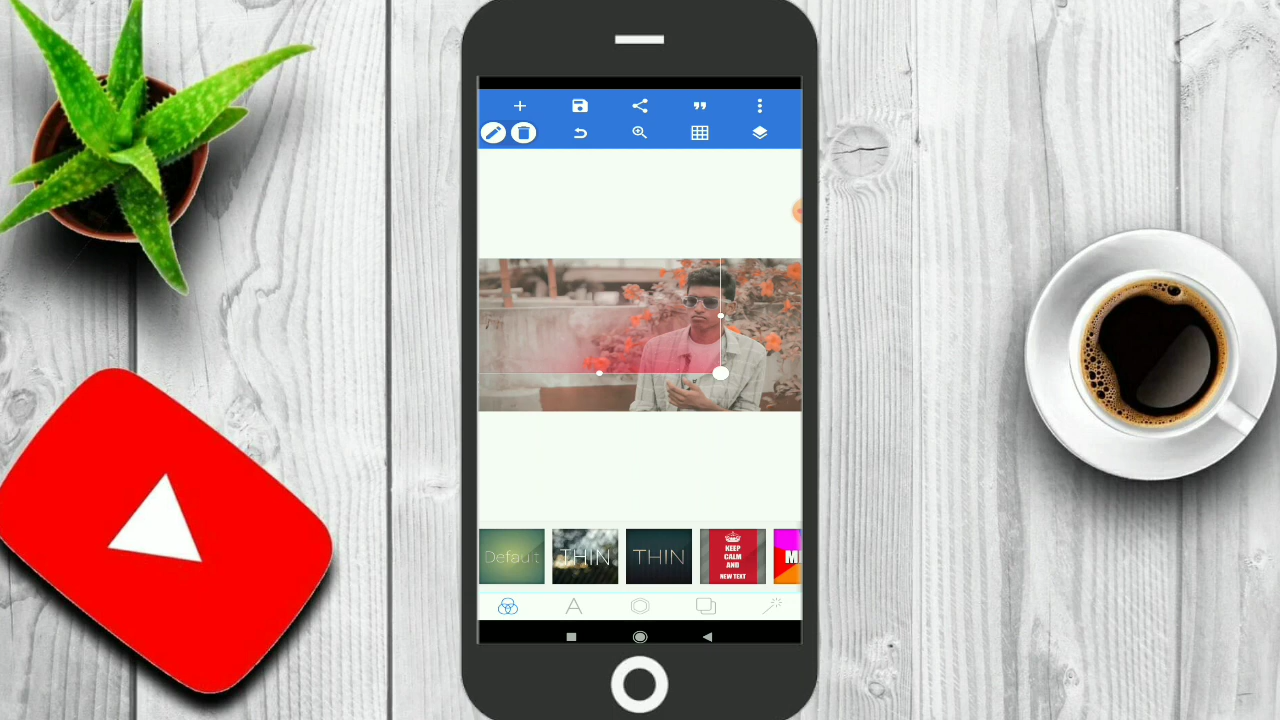 Default
THIN
THIN
KEEP
CALM
AND
NEW TEXT